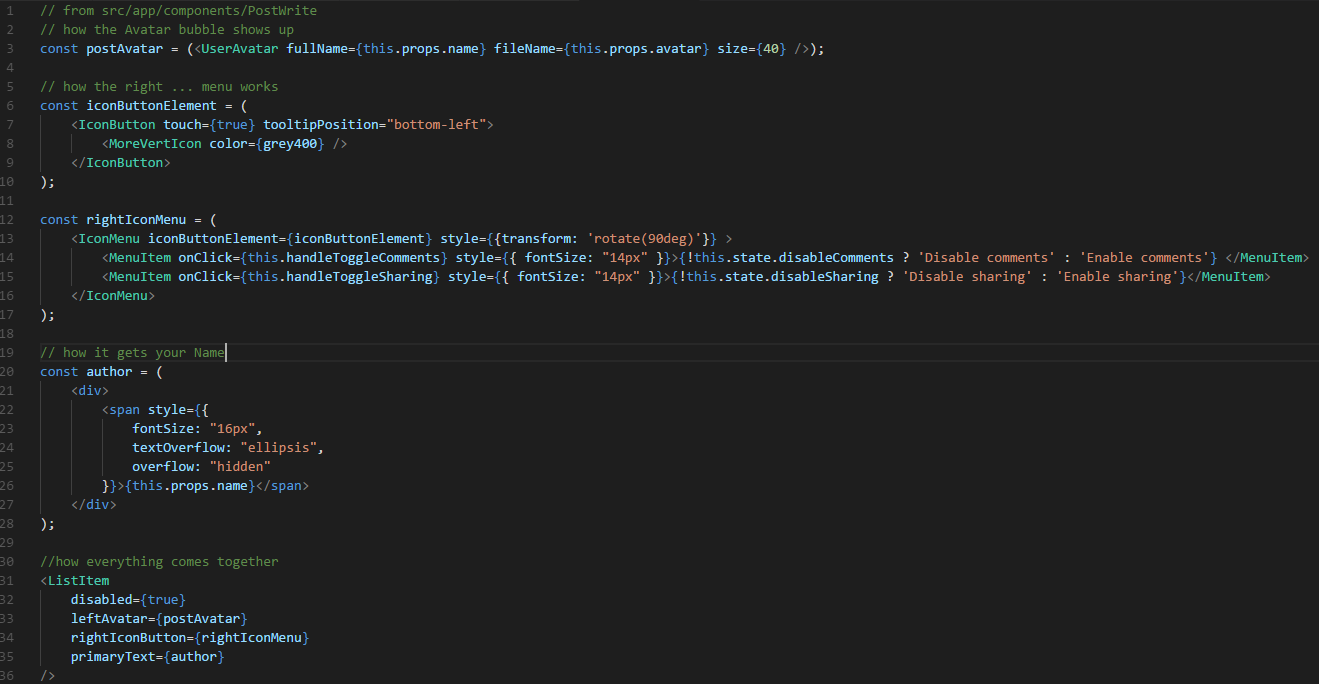 1 // from src/app/components/PostWrite
2 // how the Avatar bubble shows up
3 const postAvatar = (<UserAvatar fullName={this.props.name} fileName={this.props.avatar} size={40} />);
4
5 // how the right ... menu works
6 const iconButtonElement = (
7     <IconButton touch={true} tooltipPosition="bottom-left">
8         <MoreVertIcon color={grey400} />
9     </IconButton>
10 );
11
12 const rightIconMenu = (
13     <IconMenu iconButtonElement={iconButtonElement} style={{transform: 'rotate(90deg)'}} >
14         <MenuItem onClick={this.handleToggleComments} style={{ fontSize: "14px" }}>{!this.state.disableComments ? 'Disable comments' : 'Enable comments'} </MenuItem>
15         <MenuItem onClick={this.handleToggleSharing} style={{ fontSize: "14px" }}>{!this.state.disableSharing ? 'Disable sharing' : 'Enable sharing'}</MenuItem>
16     </IconMenu>
17 );
18
19 // how it gets your Name
20 const author = (
21     <div>
22         <span style={{
23             fontSize: "16px",
24             textOverflow: "ellipsis",
25             overflow: "hidden"
26         }}>{this.props.name}</span>
27     </div>
28 );
29
30 //how everything comes together
31 <ListItem
32     disabled={true}
33     leftAvatar={postAvatar}
34     rightIconButton={rightIconMenu}
35     primaryText={author}
36 />